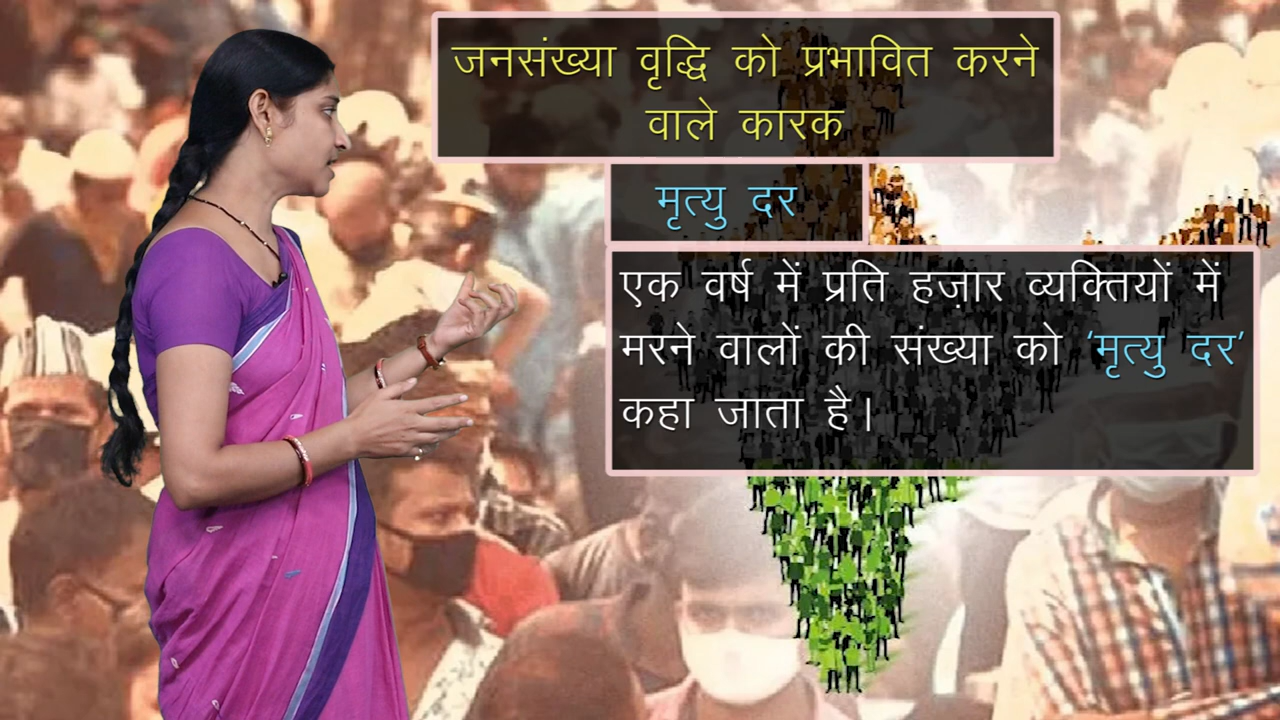 जनसंख्या वृद्धि को प्रभावित करने
वाले कारक
मृत्यु दर
एक वर्ष में प्रति हज़ार व्यक्तियों में
मरने वालों की संख्या को ‘मृत्यु दर’
कहा जाता है।